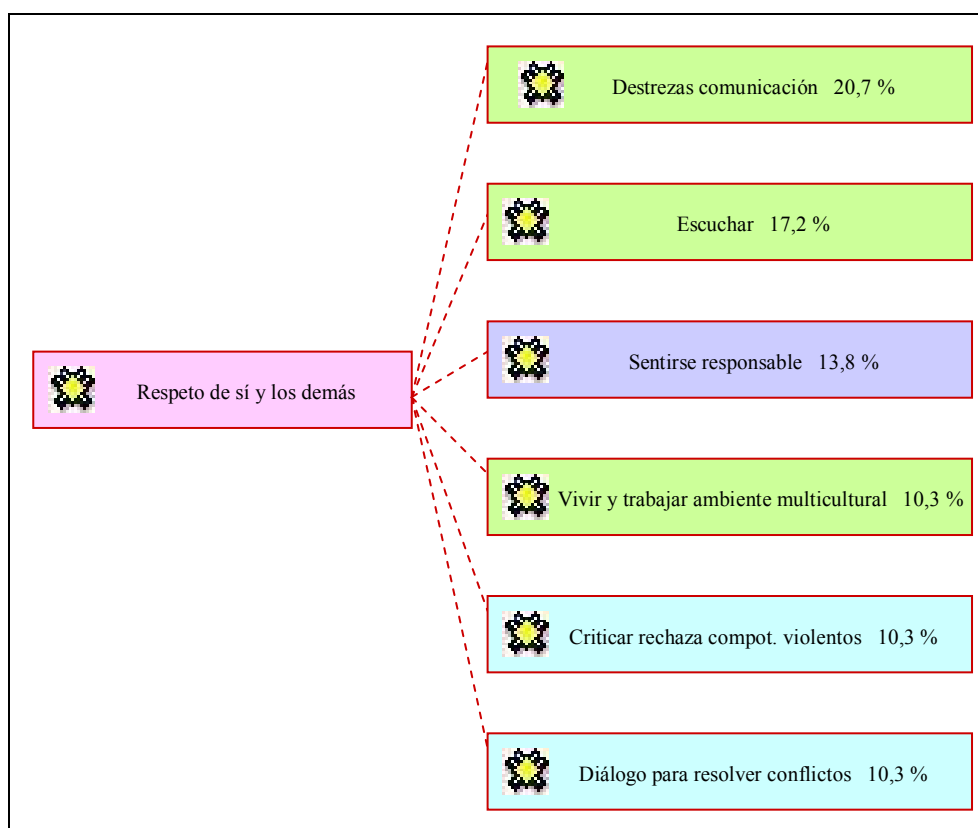 Destrezas comunicación 20,7 %
Escuchar 17,2 %
Sentirse responsable 13,8 %
Respeto de sí y los demás
Vivir y trabajar ambiente multicultural 10,3 %
Criticar rechaza compot. violentos 10,3 %
Diálogo para resolver conflictos 10,3 %